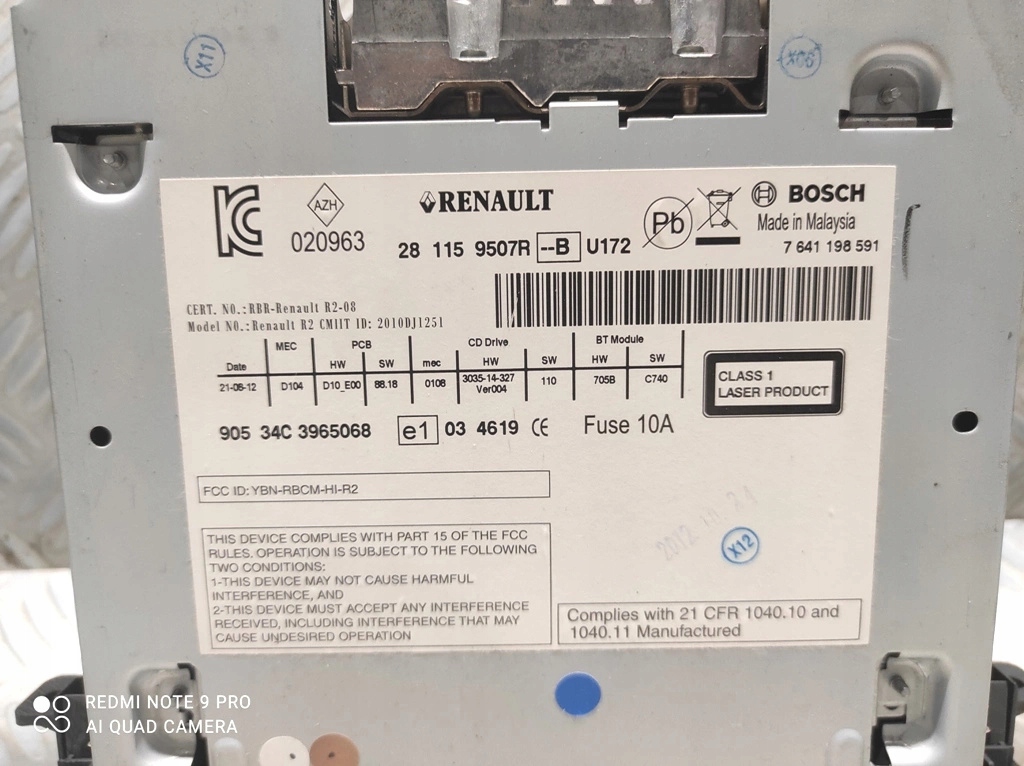 X11
X06
AZH
020963
RENAULT
28 115 9507R --B U172
Pb
BOSCH
Made in Malaysia
7 641 198 591
CERT. NO.:RBR-Renault R2-08
Model NO.:Renault R2 CMIIT ID: 2010DJ1251
MEC PCB CD Drive BT Module
Date HW SW mec HW SW HW SW
21-08-12 D104 D10_E00 88.18 0108 3035-14-327 110 705B C740
Ver004
CLASS 1
LASER PRODUCT
905 34C 3965068 e1 03 4619 CE Fuse 10A
FCC ID: YBN-RBCM-HI-R2
THIS DEVICE COMPLIES WITH PART 15 OF THE FCC
RULES. OPERATION IS SUBJECT TO THE FOLLOWING
TWO CONDITIONS:
1-THIS DEVICE MAY NOT CAUSE HARMFUL
INTERFERENCE, AND
2-THIS DEVICE MUST ACCEPT ANY INTERFERENCE
RECEIVED, INCLUDING INTERFERENCE THAT MAY
CAUSE UNDESIRED OPERATION
2012
X12
Complies with 21 CFR 1040.10 and
1040.11 Manufactured
REDMI NOTE 9 PRO
AI QUAD CAMERA